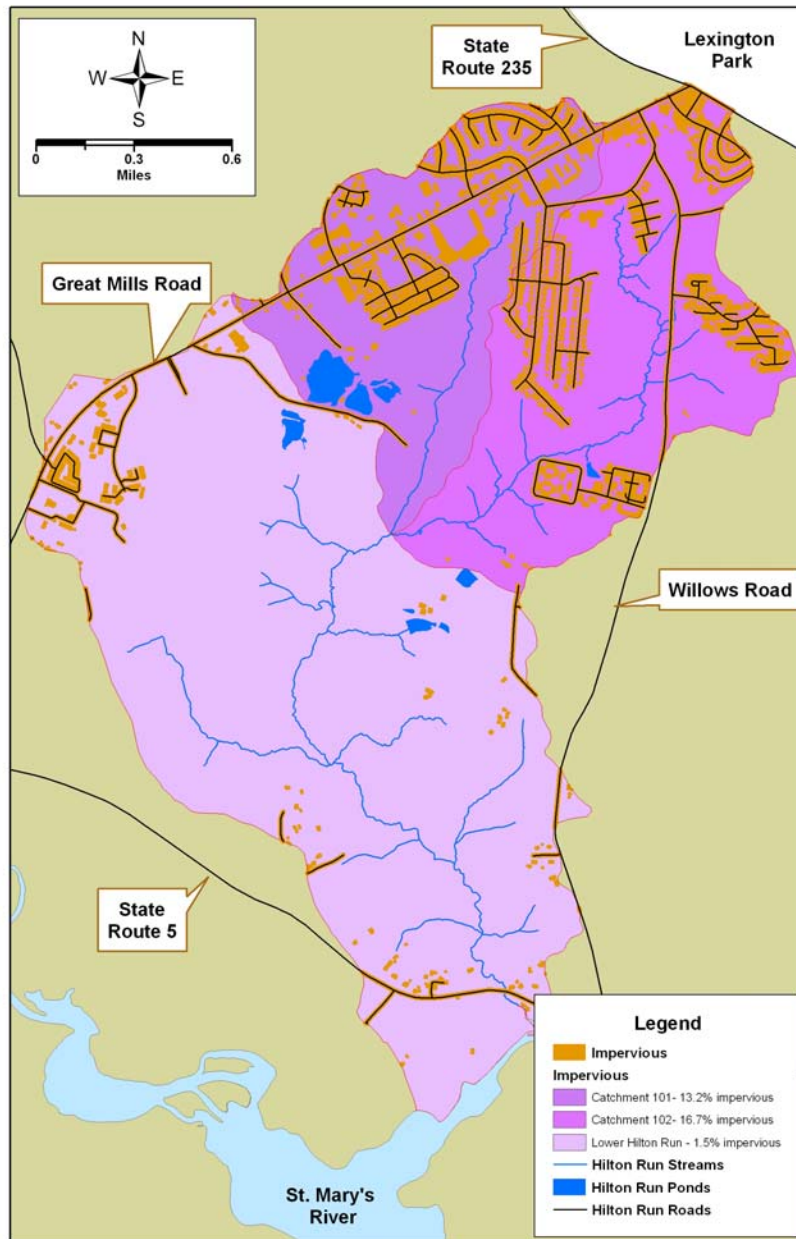 N
W E
S
0 0.3 0.6
Miles
State
Route 235
Lexington
Park
Great Mills Road
Willows Road
State
Route 5
St. Mary's
River
Legend
Impervious
Impervious
Catchment 101- 13.2% impervious
Catchment 102- 16.7% impervious
Lower Hilton Run - 1.5% impervious
Hilton Run Streams
Hilton Run Ponds
Hilton Run Roads